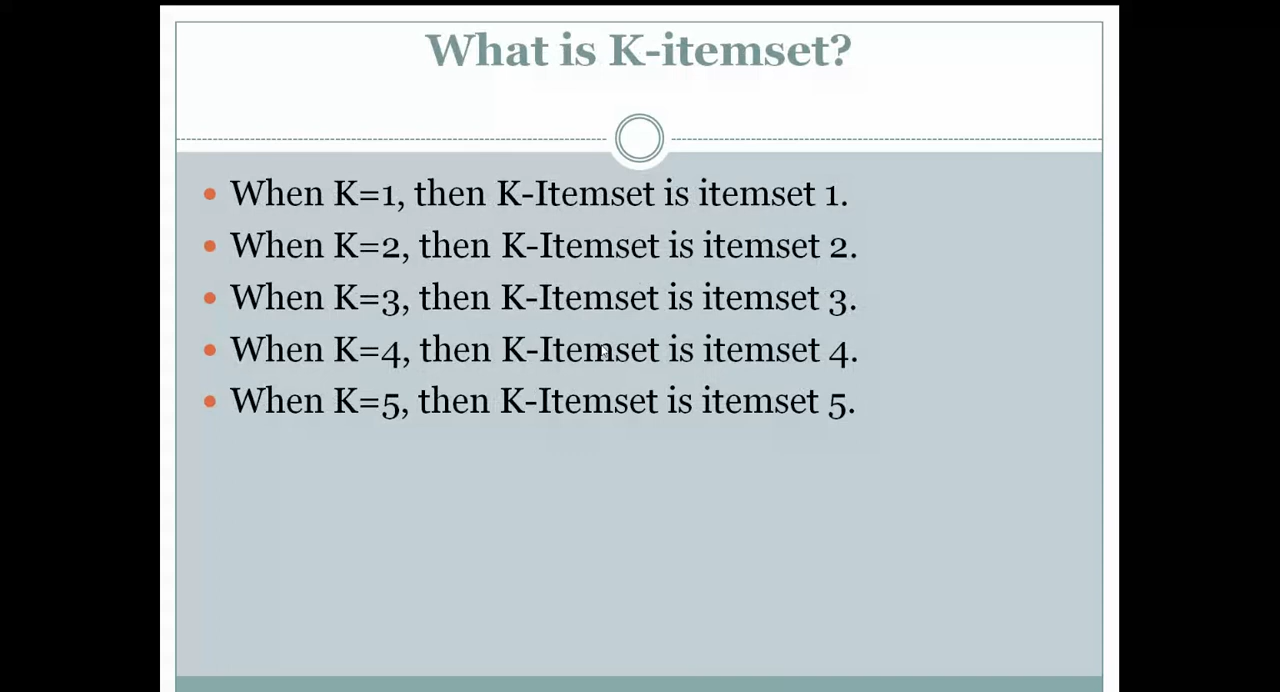 What is K-itemset?
• When K=1, then K-Itemset is itemset 1.
• When K=2, then K-Itemset is itemset 2.
• When K=3, then K-Itemset is itemset 3.
• When K=4, then K-Itemset is itemset 4.
• When K=5, then K-Itemset is itemset 5.